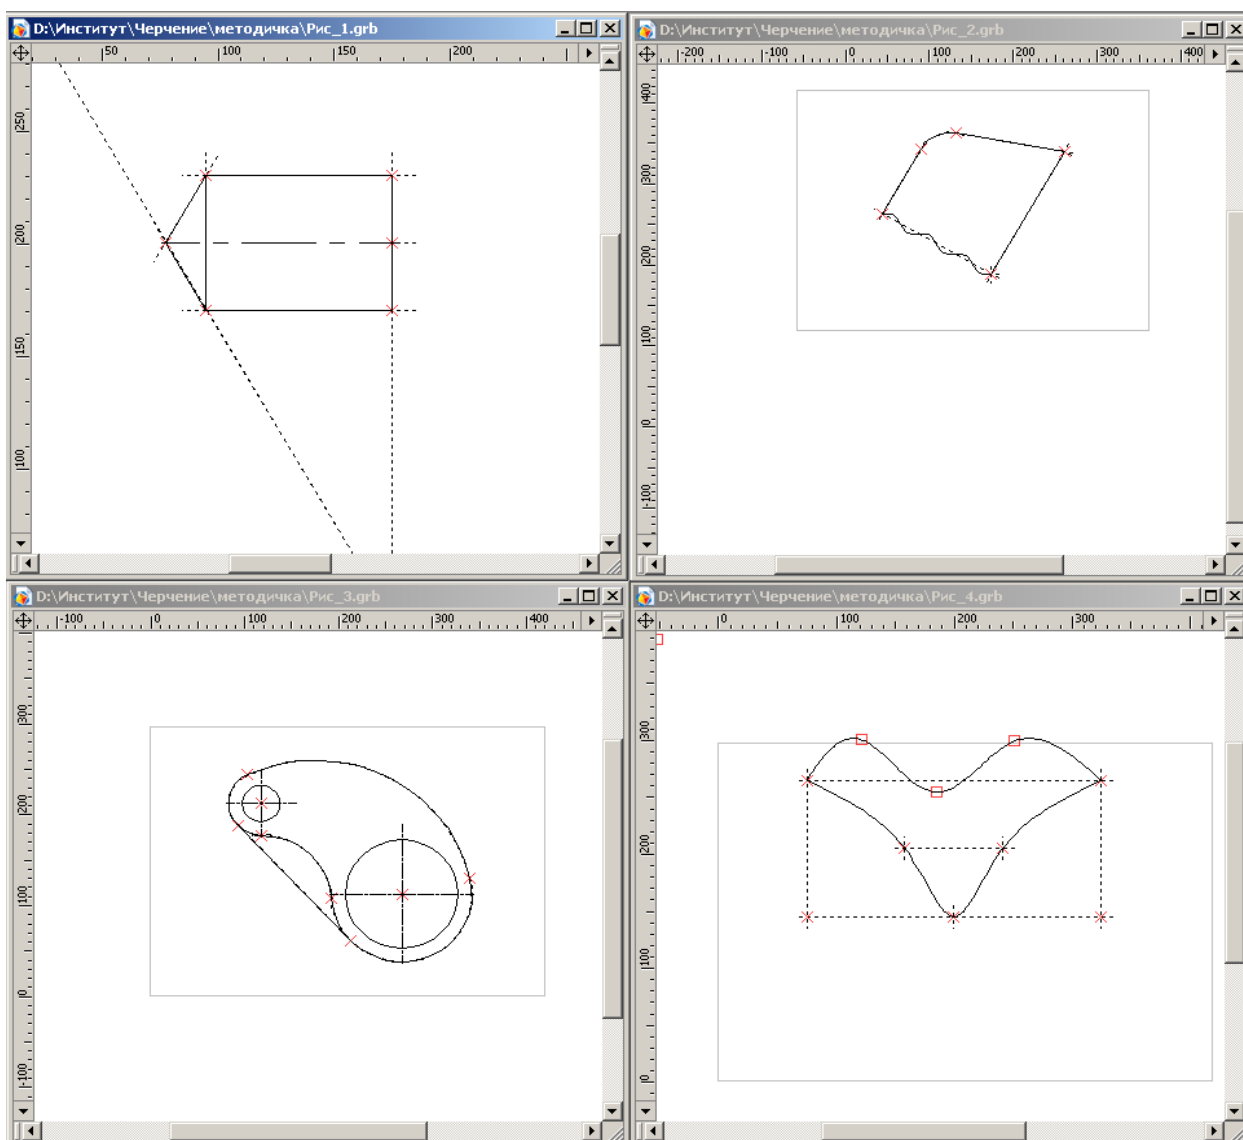 D:\Институт\Черчение\методичка\Рис_1.grb
50 100 150 200
250
200
150
100
D:\Институт\Черчение\методичка\Рис_2.grb
-200 -100 0 100 200 300 400
400
300
200
100
0
-100
D:\Институт\Черчение\методичка\Рис_3.grb
-100 0 100 200 300 400
300
200
100
0
-100
D:\Институт\Черчение\методичка\Рис_4.grb
0 100 200 300
300
200
100
0